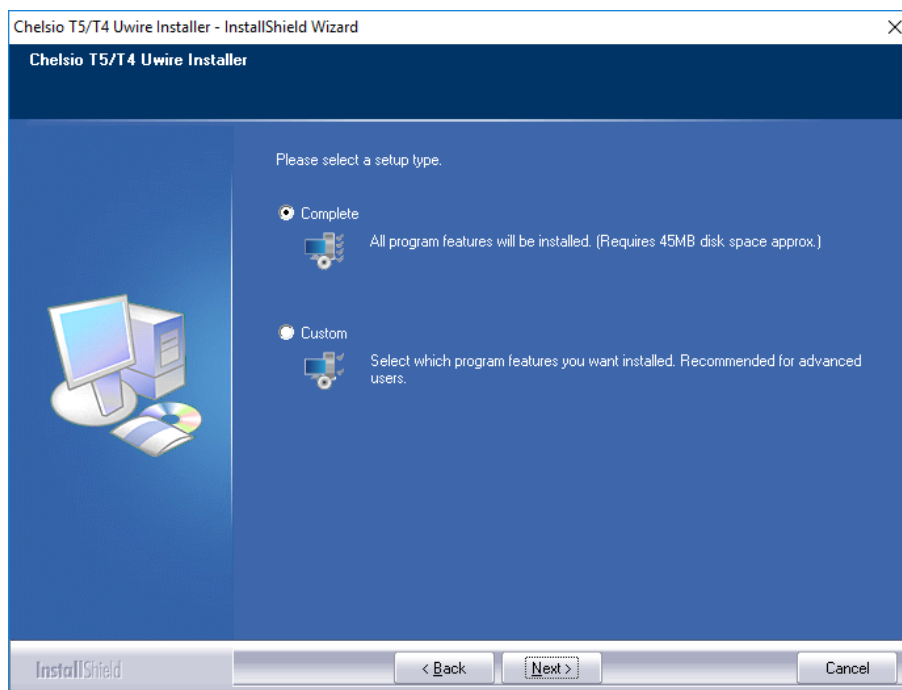 Chelsio T5/T4 Uwire Installer - InstallShield Wizard
Chelsio T5/T4 Uwire Installer
Please select a setup type.
Complete
All program features will be installed. (Requires 45MB disk space approx.)
Custom
Select which program features you want installed. Recommended for advanced
users.
InstallShield
< Back
Next >
Cancel